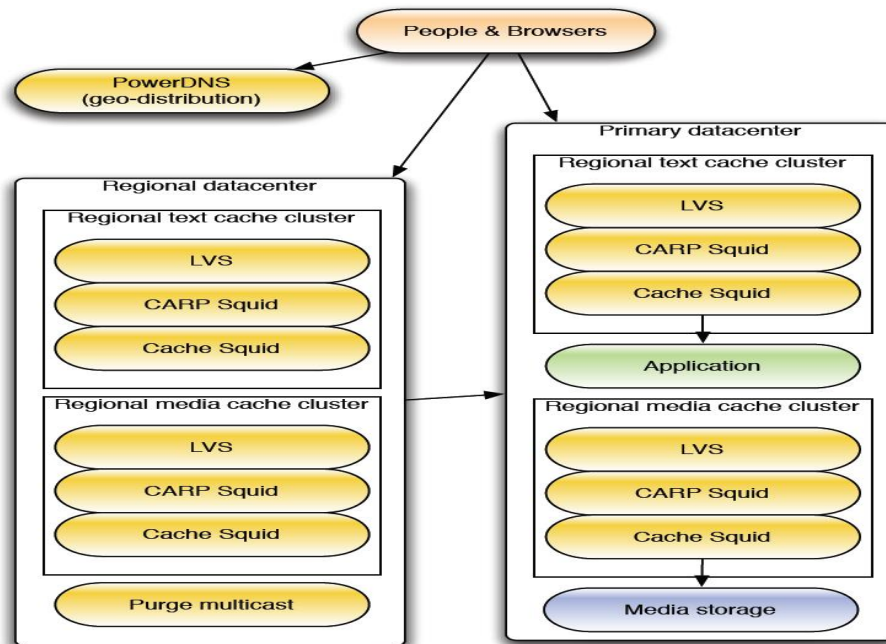 People & Browsers
PowerDNS
(geo-distribution)
Primary datacenter
Regional text cache cluster
LVS
CARP Squid
Cache Squid
Application
Regional media cache cluster
LVS
CARP Squid
Cache Squid
Media storage
Regional datacenter
Regional text cache cluster
LVS
CARP Squid
Cache Squid
Regional media cache cluster
LVS
CARP Squid
Cache Squid
Purge multicast